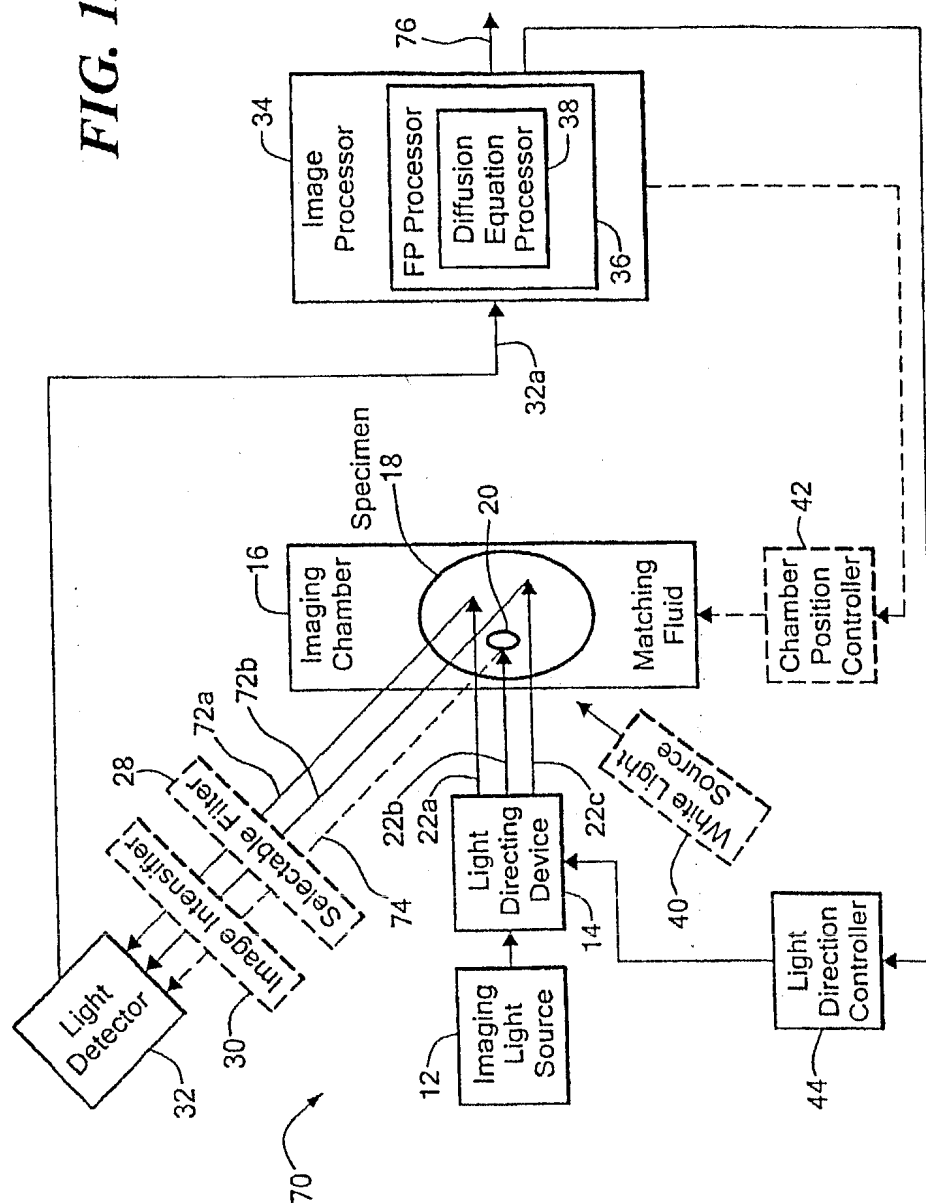 FIG. 1
70
Light
Detector
32
Image Intensifier
30
Selectable Filter
28
72a
72b
74
12
Imaging
Light
Source
Light
Directing
Device
14
22b
22a
22c
16
Imaging
Chamber
Specimen
18
20
Matching
Fluid
White Light
Source
40
44
Light
Direction
Controller
42
Chamber
Position
Controller
32a
34
Image
Processor
FP Processor
Diffusion
Equation
Processor
38
36
76